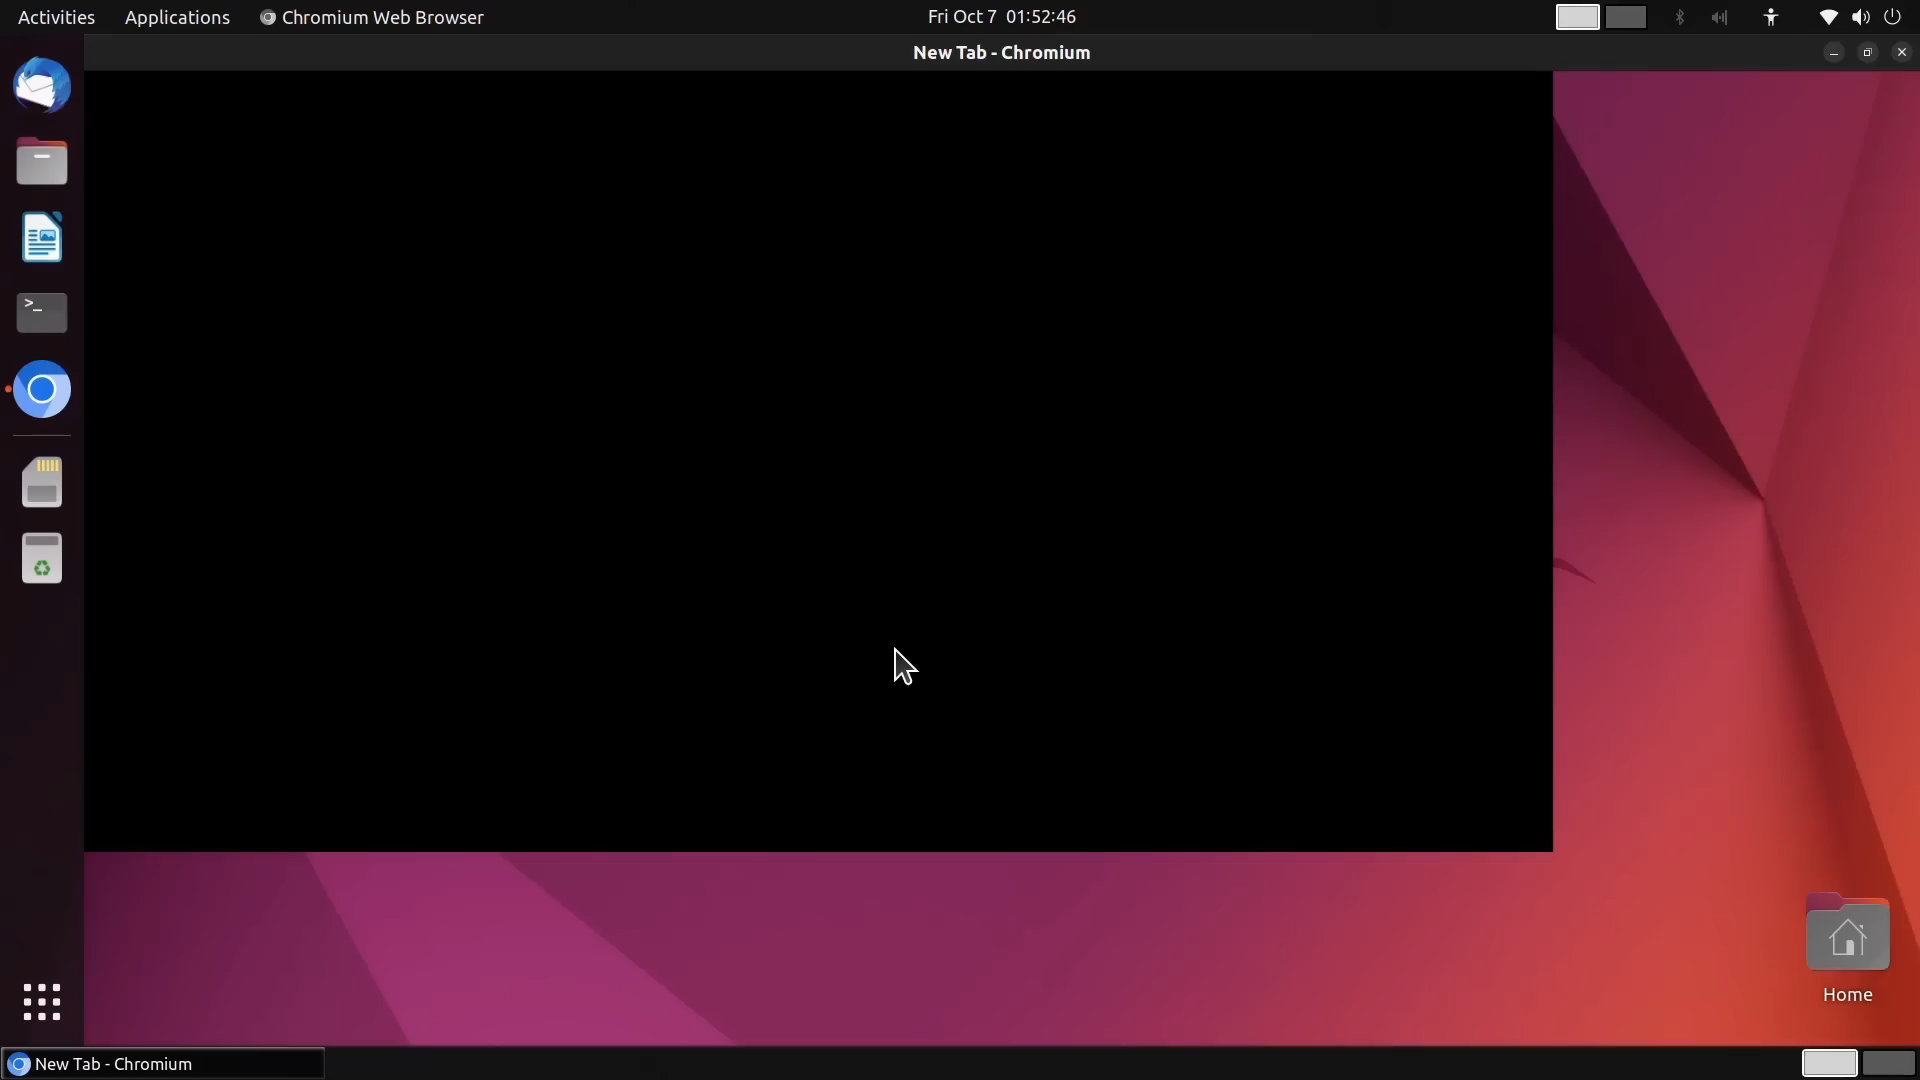 Activities
Applications
Chromium Web Browser
Fri Oct 7 01:52:46
New Tab - Chromium
>_
Home
New Tab - Chromium